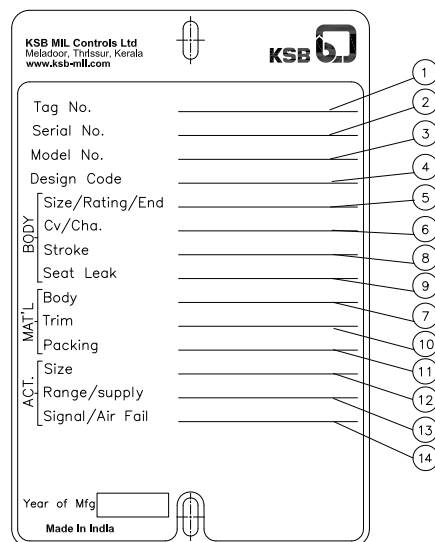 KSB MIL Controls Ltd
Meladoor, Thrissur, Kerala
www.ksb-mil.com
KSB
Tag No. 1
Serial No. 2
Model No. 3
Design Code 4
BODY
Size/Rating/End 5
Cv/Cha. 6
Stroke 8
Seat Leak 9
MAT'L
Body 7
Trim 10
Packing 11
ACT.
Size 12
Range/supply 13
Signal/Air Fail 14
Year of Mfg
Made In India